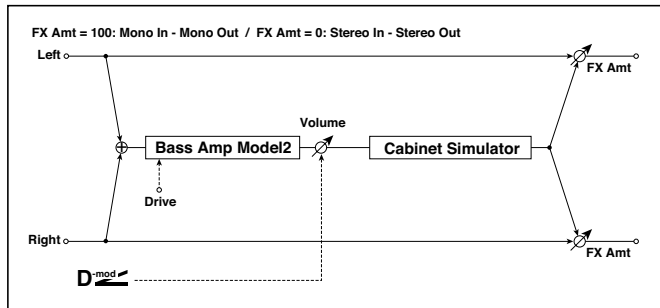 FX Amt = 100: Mono In - Mono Out / FX Amt = 0: Stereo In - Stereo Out
Left
FX Amt
Volume
Bass Amp Model2
Cabinet Simulator
Drive
Right
FX Amt
D-mod